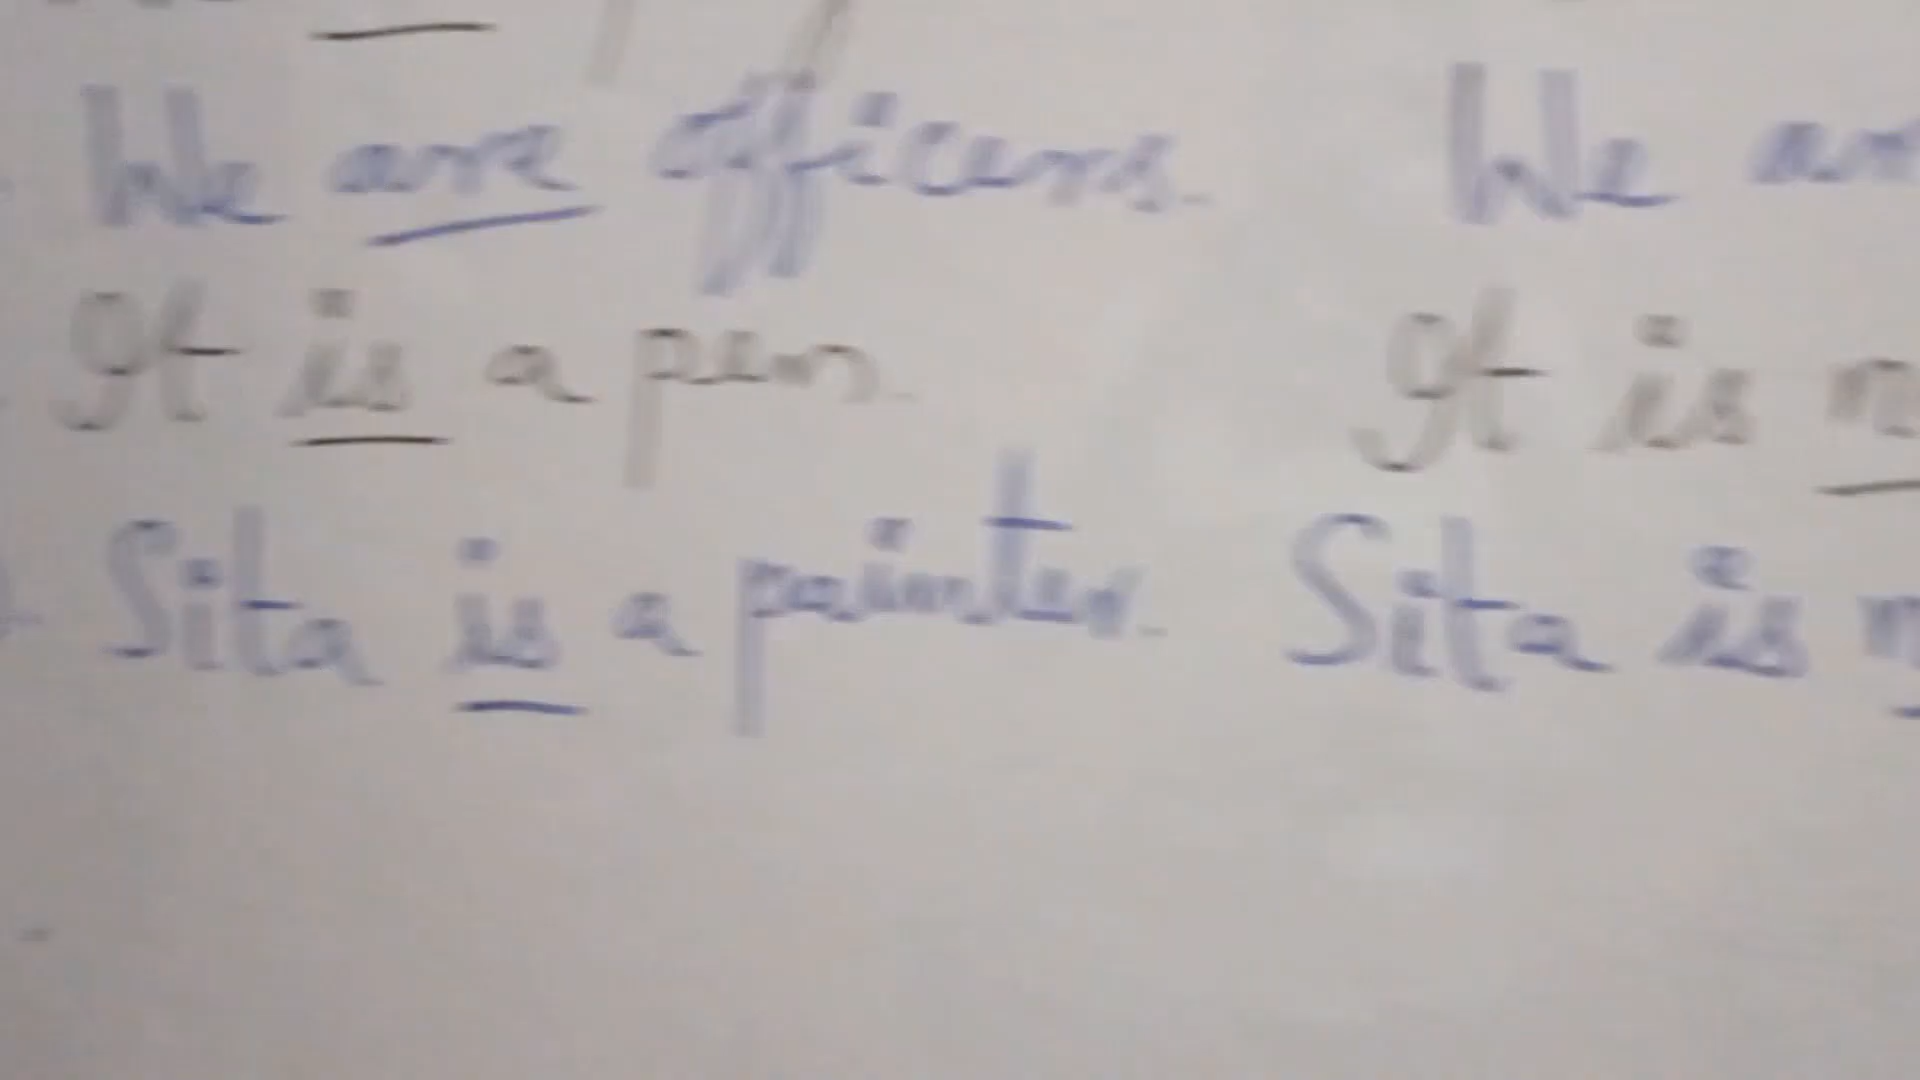 We are officers. We
It is a pen. It is
Sita is a painter. Sita is